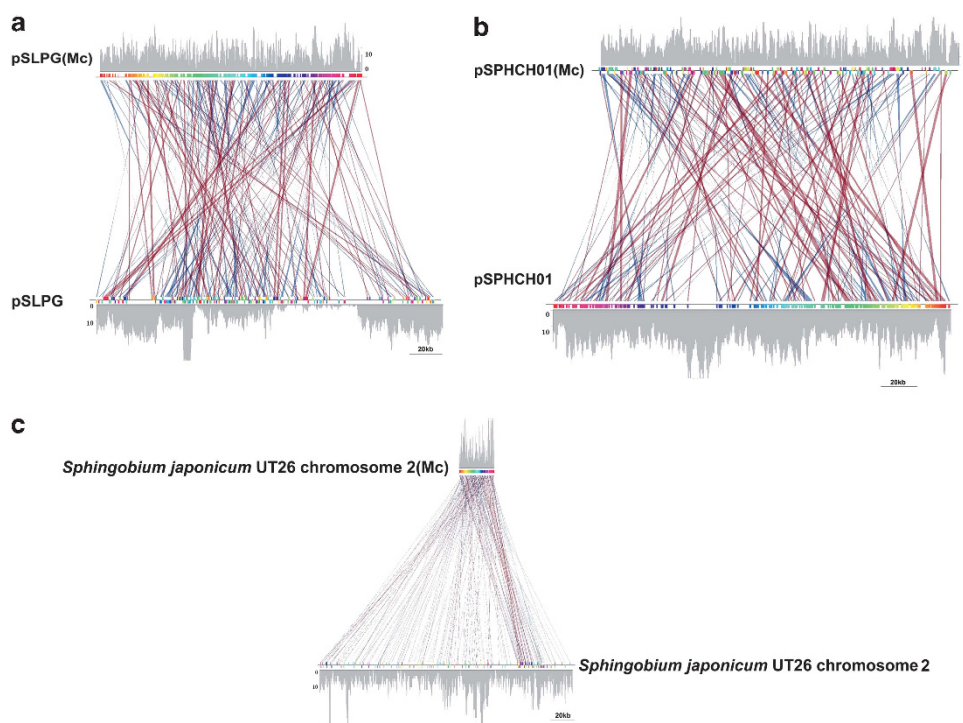 a
pSLPG(Mc)
10
0
pSLPG
0
10
20kb
b
pSPHCH01(Mc)
pSPHCH01
0
10
20kb
c
Sphingobium japonicum UT26 chromosome 2(Mc)
Sphingobium japonicum UT26 chromosome 2
10
20kb